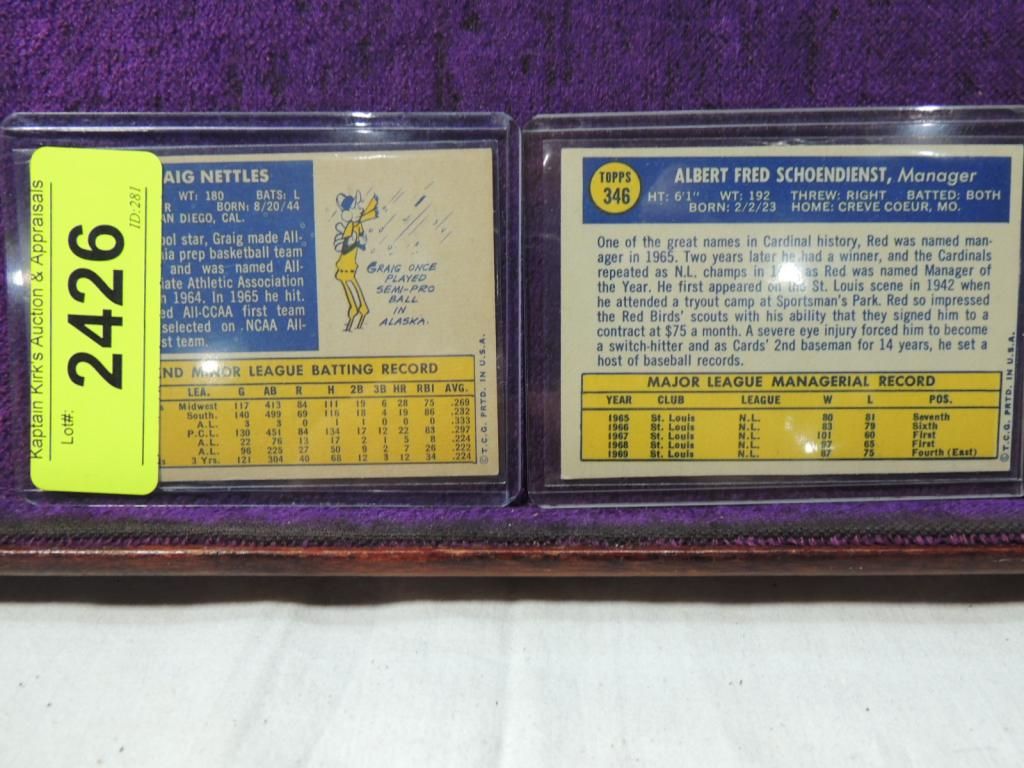 Kaptain Kirk's Auction & Appraisals
Lot#:
2426
ID:281
AIG NETTLES
WT: 180 BATS: L
R BORN: 8/20/44
AN DIEGO, CAL.
ool star, Graig made All-
nia prep basketball team
and was named All-
iate Athletic Association
n 1964. In 1965 he hit.
ed All-CCAA first team
selected on NCAA All-
st team.
GRAIG ONCE
PLAYED
SEMI-PRO
BALL
IN
ALASKA.
ND MINOR LEAGUE BATTING RECORD
LEA. G AB R H 2B 3B HR RBI AVG.
s Midwest 117 413 84 111 19 6 28 75 .269
South. 140 499 69 116 18 4 19 86 .232
A.L. 3 3 0 1 0 0 0 0 .333
P.C.L. 130 451 84 134 17 12 22 83 .297
A.L. 22 76 13 17 2 1 5 8 .224
A.L. 96 225 27 50 9 2 7 26 .222
s 3 Yrs. 121 304 40 68 12 3 12 34 .224
© T.C.G. PRTD. IN U.S.A.
TOPPS
346
ALBERT FRED SCHOENDIENST, Manager
HT: 6'1" WT: 192 THREW: RIGHT BATTED: BOTH
BORN: 2/2/23 HOME: CREVE COEUR, MO.
One of the great names in Cardinal history, Red was named man-
ager in 1965. Two years later he had a winner, and the Cardinals
repeated as N.L. champs in as Red was named Manager of
the Year. He first appeared on the St. Louis scene in 1942 when
he attended a tryout camp at Sportsman's Park. Red so impressed
the Red Birds' scouts with his ability that they signed him to a
contract at $75 a month. A severe eye injury forced him to become
a switch-hitter and as Cards' 2nd baseman for 14 years, he set a
host of baseball records.
MAJOR LEAGUE MANAGERIAL RECORD
YEAR CLUB LEAGUE W L POS.
1965 St. Louis N.L. 80 81 Seventh
1966 St. Louis N.L. 83 79 Sixth
1967 St. Louis N.L. 101 60 First
1968 St. Louis N.L. 97 65 First
1969 St. Louis N.L. 87 75 Fourth (East)
© T.C.G. PRTD. IN U.S.A.